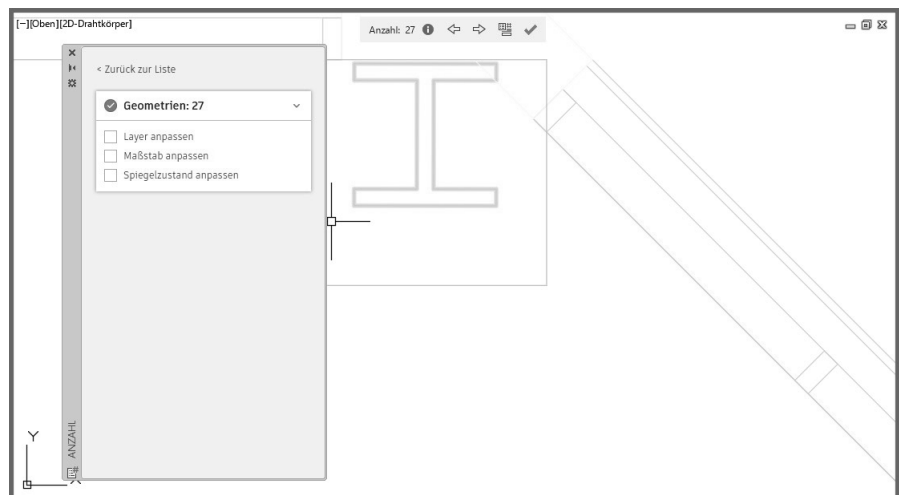 [−][Oben][2D-Drahtkörper]
Anzahl: 27
< Zurück zur Liste
Geometrien: 27
Layer anpassen
Maßstab anpassen
Spiegelzustand anpassen
ANZAHL
Y
X